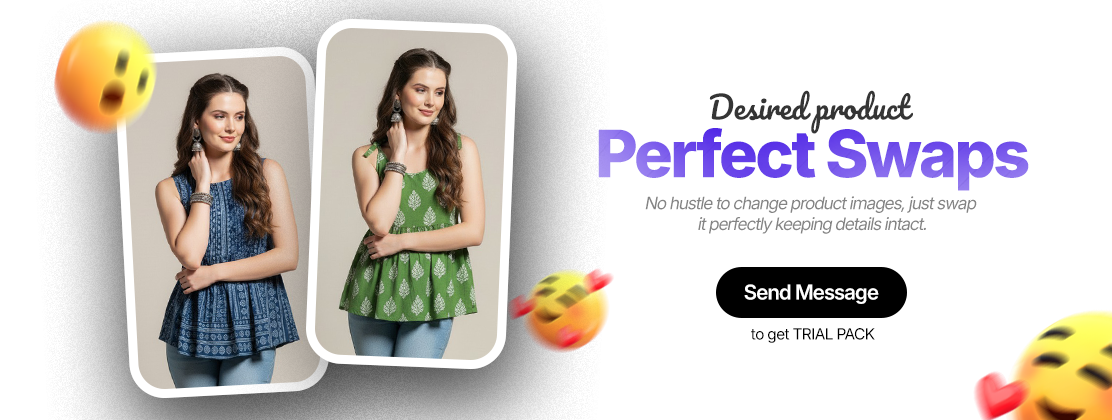 Desired product
Perfect Swaps
No hustle to change product images, just swap
it perfectly keeping details intact.
Send Message
to get TRIAL PACK